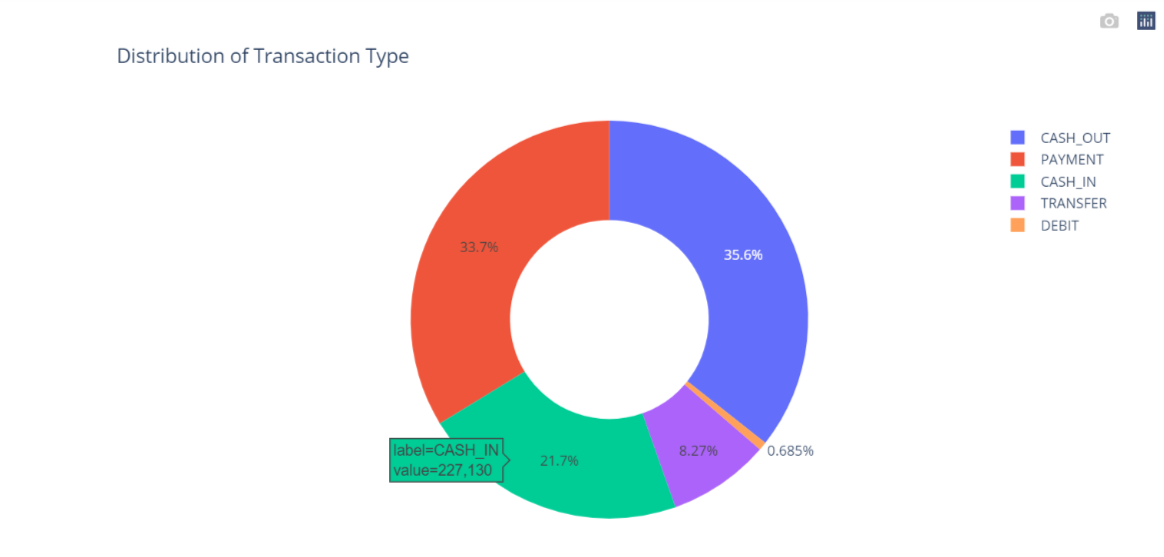 Distribution of Transaction Type
CASH_OUT
PAYMENT
CASH_IN
TRANSFER
DEBIT
33.7%
35.6%
label=CASH_IN
value=227,130
21.7%
8.27%
0.685%